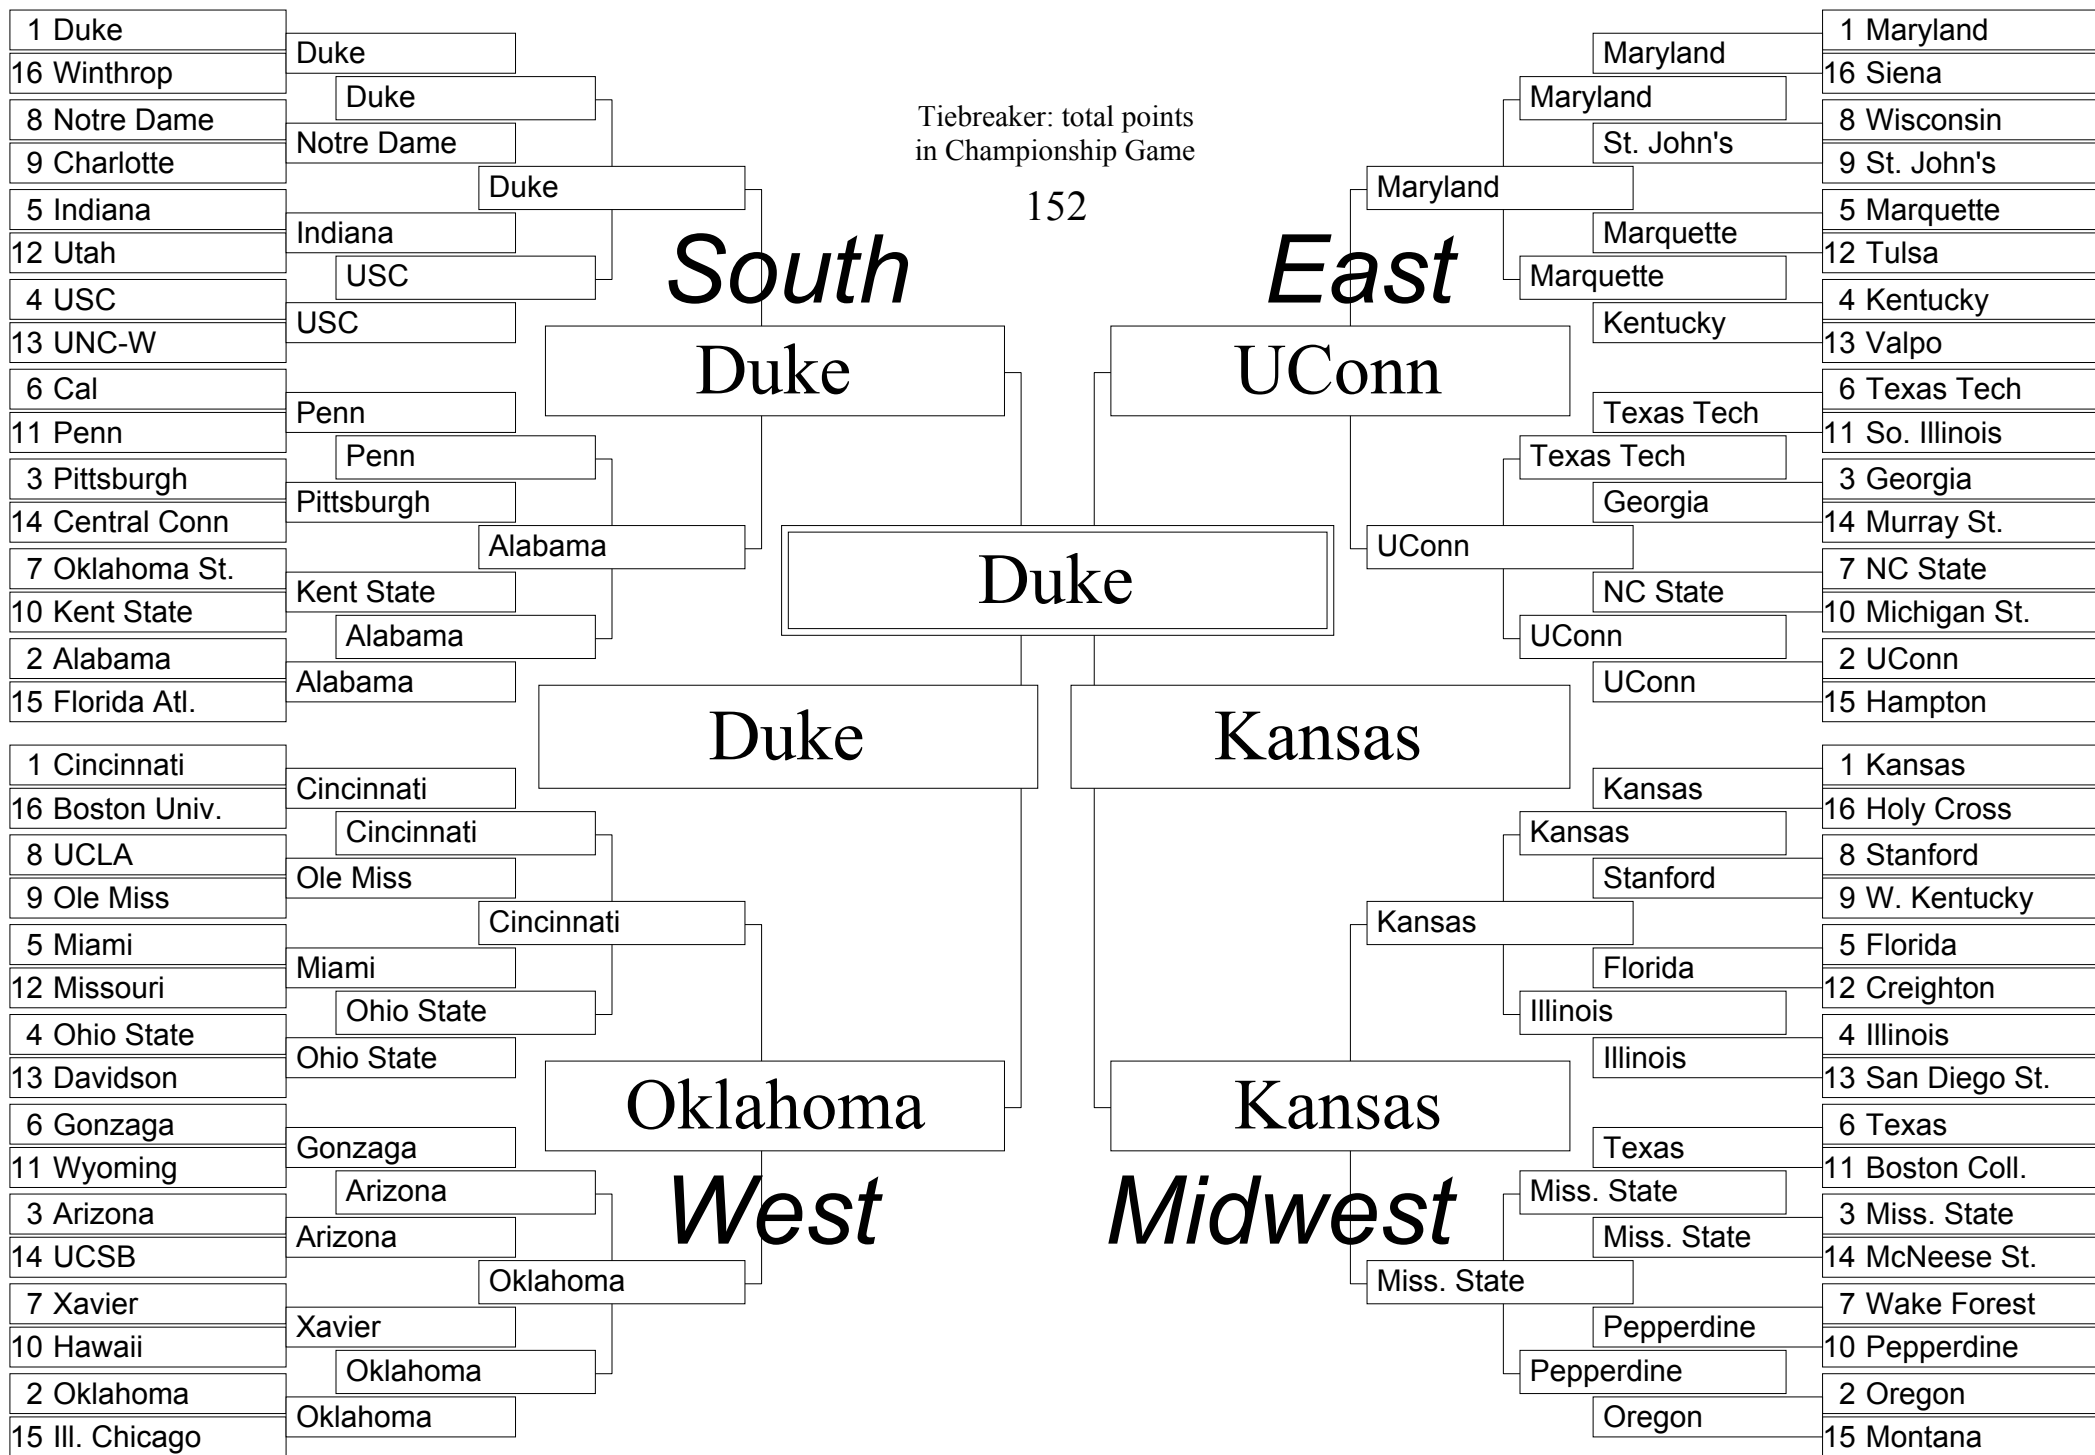 1 Duke
16 Winthrop
8 Notre Dame
9 Charlotte
5 Indiana
12 Utah
4 USC
13 UNC-W
6 Cal
11 Penn
3 Pittsburgh
14 Central Conn
7 Oklahoma St.
10 Kent State
2 Alabama
15 Florida Atl.
Duke
Notre Dame
Indiana
USC
Penn
Pittsburgh
Kent State
Alabama
Duke
USC
Penn
Alabama
Duke
Alabama
South
Duke
1 Cincinnati
16 Boston Univ.
8 UCLA
9 Ole Miss
5 Miami
12 Missouri
4 Ohio State
13 Davidson
6 Gonzaga
11 Wyoming
3 Arizona
14 UCSB
7 Xavier
10 Hawaii
2 Oklahoma
15 Ill. Chicago
Cincinnati
Ole Miss
Miami
Ohio State
Gonzaga
Arizona
Xavier
Oklahoma
Cincinnati
Ohio State
Arizona
Oklahoma
Cincinnati
Oklahoma
Oklahoma
West
Tiebreaker: total points
in Championship Game
152
Duke
Duke
Kansas
East
UConn
Maryland
UConn
Maryland
Marquette
Texas Tech
UConn
Maryland
St. John's
Marquette
Kentucky
Texas Tech
Georgia
NC State
UConn
1 Maryland
16 Siena
8 Wisconsin
9 St. John's
5 Marquette
12 Tulsa
4 Kentucky
13 Valpo
6 Texas Tech
11 So. Illinois
3 Georgia
14 Murray St.
7 NC State
10 Michigan St.
2 UConn
15 Hampton
Kansas
Midwest
Kansas
Miss. State
Kansas
Illinois
Miss. State
Pepperdine
Kansas
Stanford
Florida
Illinois
Texas
Miss. State
Pepperdine
Oregon
1 Kansas
16 Holy Cross
8 Stanford
9 W. Kentucky
5 Florida
12 Creighton
4 Illinois
13 San Diego St.
6 Texas
11 Boston Coll.
3 Miss. State
14 McNeese St.
7 Wake Forest
10 Pepperdine
2 Oregon
15 Montana